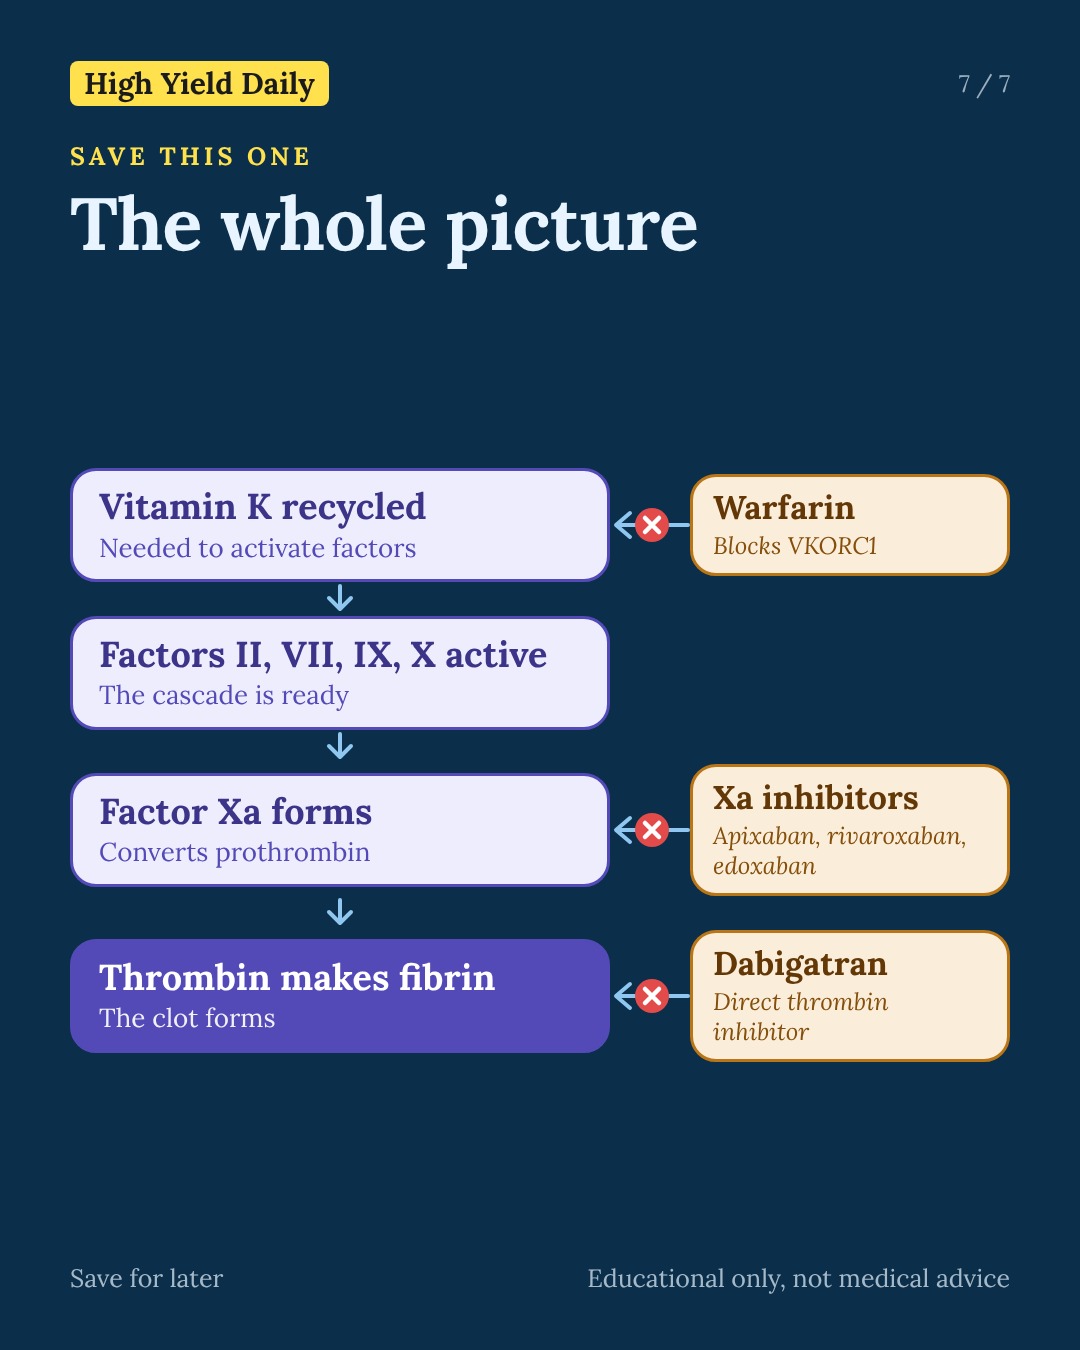 High Yield Daily
7 / 7
SAVE THIS ONE
The whole picture
Vitamin K recycled
Needed to activate factors
Warfarin
Blocks VKORC1
Factors II, VII, IX, X active
The cascade is ready
Factor Xa forms
Converts prothrombin
Xa inhibitors
Apixaban, rivaroxaban,
edoxaban
Thrombin makes fibrin
The clot forms
Dabigatran
Direct thrombin
inhibitor
Save for later
Educational only, not medical advice